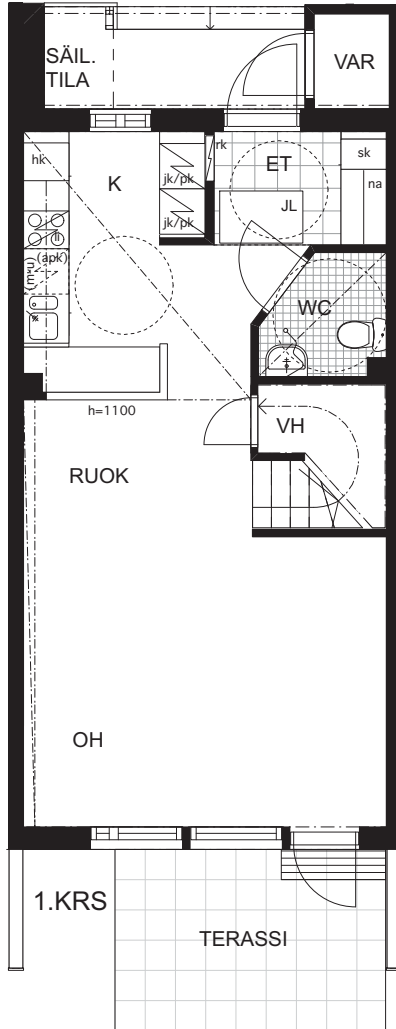 SÄIL.
TILA
VAR
hk
K
jk/pk
jk/pk
rk
ET
JL
sk
na
(apk)
(mu)
WC
h=1100
VH
RUOK
OH
1.KRS
TERASSI